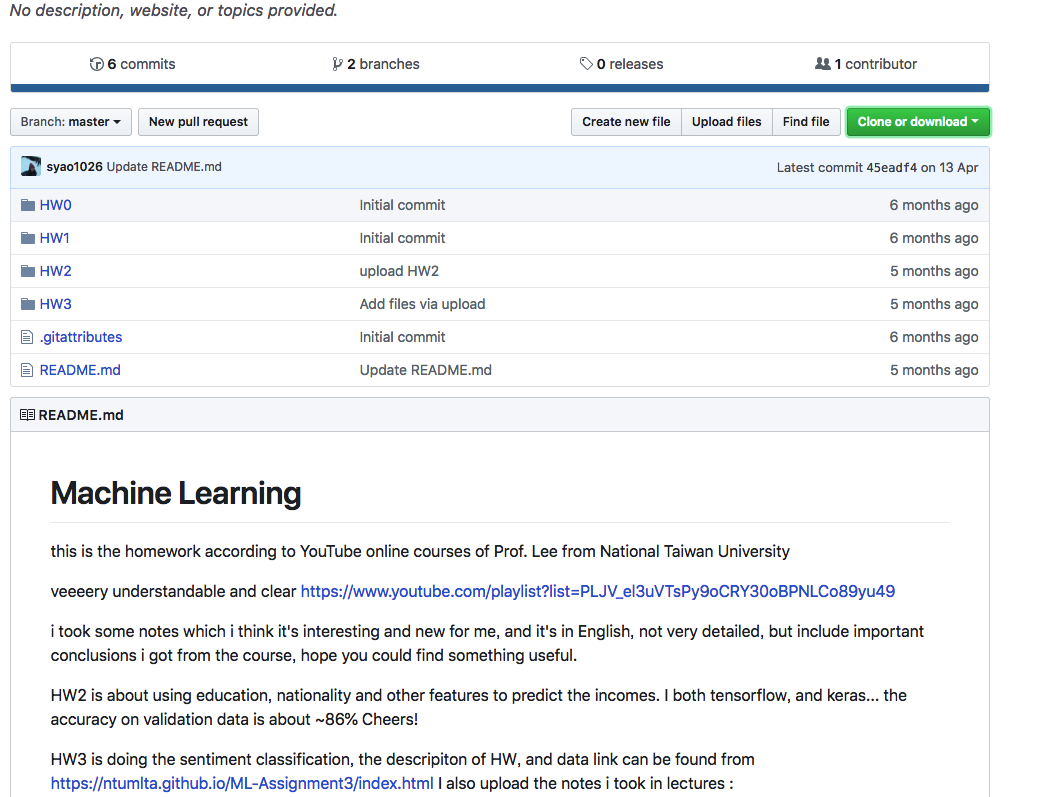 No description, website, or topics provided.
6 commits
2 branches
0 releases
1 contributor
Branch: master
New pull request
Create new file
Upload files
Find file
Clone or download
syao1026 Update README.md
Latest commit 45eadf4 on 13 Apr
HW0 Initial commit 6 months ago
HW1 Initial commit 6 months ago
HW2 upload HW2 5 months ago
HW3 Add files via upload 5 months ago
.gitattributes Initial commit 6 months ago
README.md Update README.md 5 months ago
README.md
Machine Learning
this is the homework according to YouTube online courses of Prof. Lee from National Taiwan University
veeeery understandable and clear https://www.youtube.com/playlist?list=PLJV_el3uVTsPy9oCRY30oBPNLCo89yu49
i took some notes which i think it's interesting and new for me, and it's in English, not very detailed, but include important
conclusions i got from the course, hope you could find something useful.
HW2 is about using education, nationality and other features to predict the incomes. I both tensorflow, and keras... the
accuracy on validation data is about ~86% Cheers!
HW3 is doing the sentiment classification, the descripiton of HW, and data link can be found from
https://ntumlta.github.io/ML-Assignment3/index.html I also upload the notes i took in lectures :